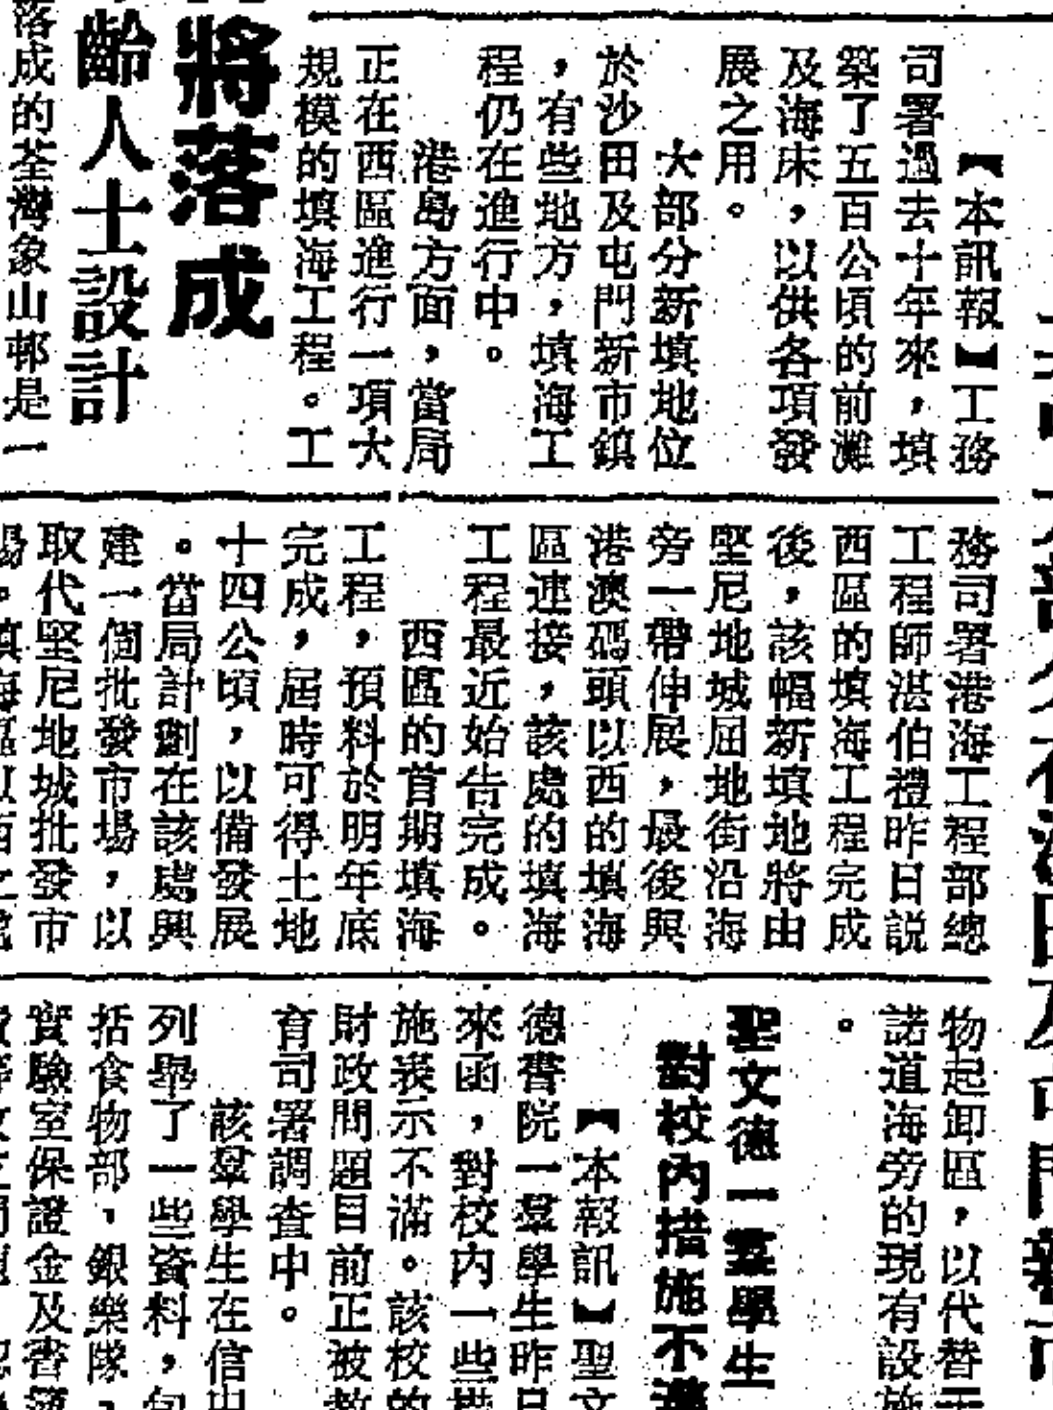 【本訊報】工務
司署過去十年來，填
築了五百公頃的前灘
及海床，以供各項發
展之用。
大部分新填地位
於沙田及屯門新市鎮
，有些地方，填海工
程仍在進行中。
港島方面，當局
正在西區進行一項大
規模的填海工程。工
務司署港海工程部總
工程師湛伯禮昨日説
西區的填海工程完成
後，該幅新填地將由
堅尼地城屈地街沿海
旁一帶伸展，最後與
港澳碼頭以西的填海
區連接，該處的填海
工程最近始告完成。
西區的首期填海
工程，預料於明年底
完成，屆時可得土地
十四公頃，以備發展
。當局計劃在該處興
建一個批發市場，以
取代堅尼地城批發市
物起卸區，以代替
諾道海旁的現有設施
。
將落成
齡人士設計
落成的荃灣象山邨是一
聖文德一羣學生
對校內措施不滿
【本報訊】聖文
德書院一羣學生昨日
來函，對校內一些措
施表示不滿。該校的
財政問題目前正被教
育司署調查中。
該羣學生在信中
列舉了一些資料，包
括食物部、銀樂隊、
實驗室保證金及書簿